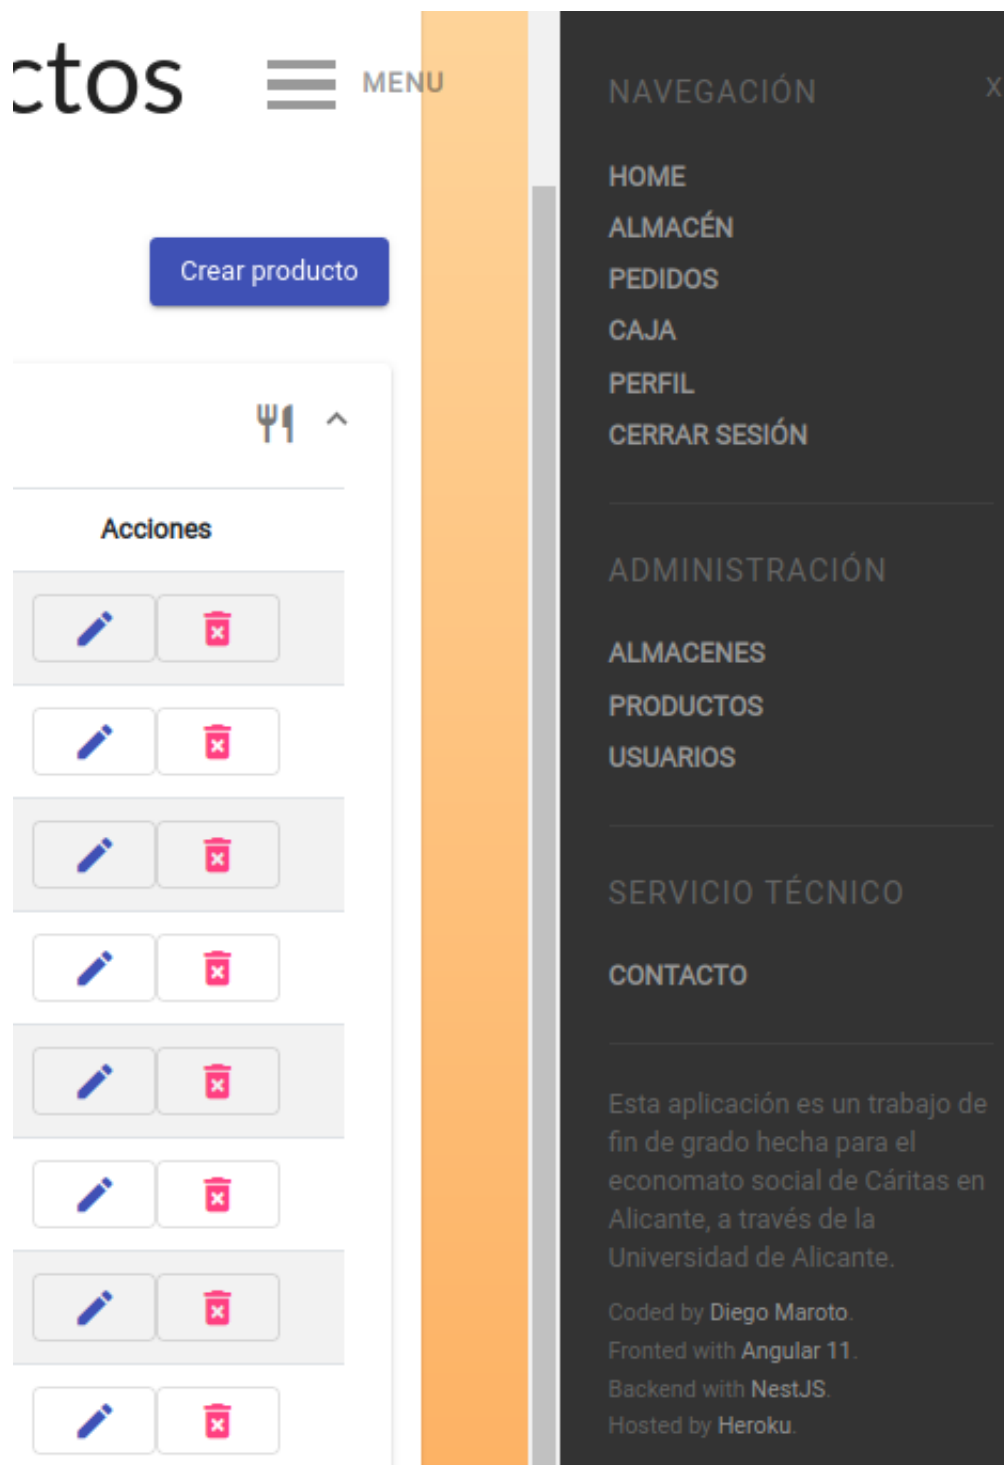 ctos
MENU
Crear producto
Acciones
NAVEGACIÓN
X
HOME
ALMACÉN
PEDIDOS
CAJA
PERFIL
CERRAR SESIÓN
ADMINISTRACIÓN
ALMACENES
PRODUCTOS
USUARIOS
SERVICIO TÉCNICO
CONTACTO
Esta aplicación es un trabajo de
fin de grado hecha para el
economato social de Cáritas en
Alicante, a través de la
Universidad de Alicante.
Coded by Diego Maroto.
Fronted with Angular 11.
Backend with NestJS.
Hosted by Heroku.